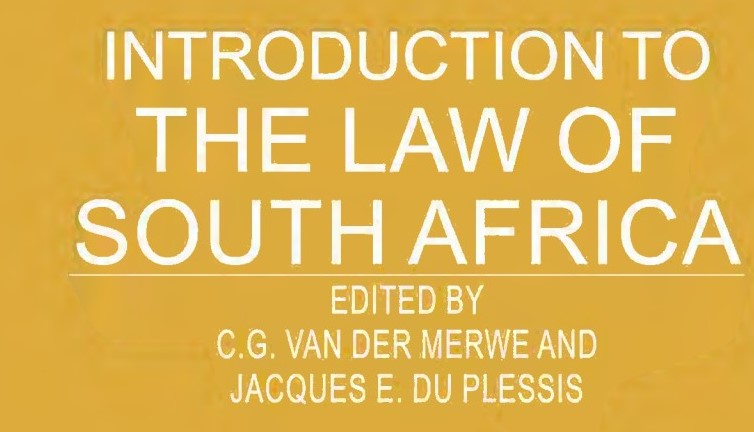 INTRODUCTION TO
THE LAW OF
SOUTH AFRICA
EDITED BY
C.G. VAN DER MERWE AND
JACQUES E. DU PLESSIS